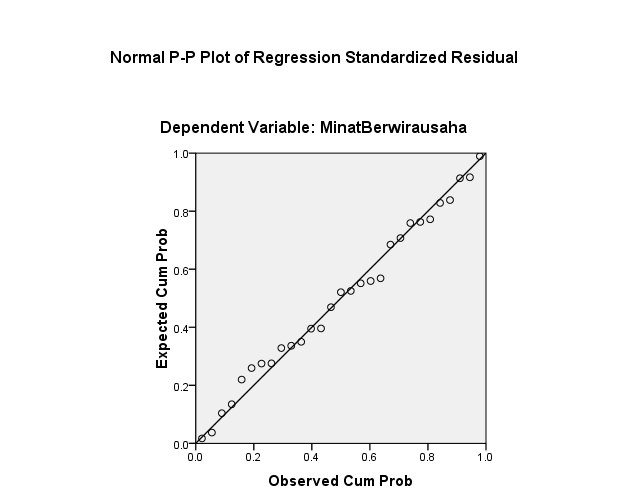 Normal P-P Plot of Regression Standardized Residual
Dependent Variable: MinatBerwirausaha
Expected Cum Prob
1.0
0.8
0.6
0.4
0.2
0.0
0.0 0.2 0.4 0.6 0.8 1.0
Observed Cum Prob